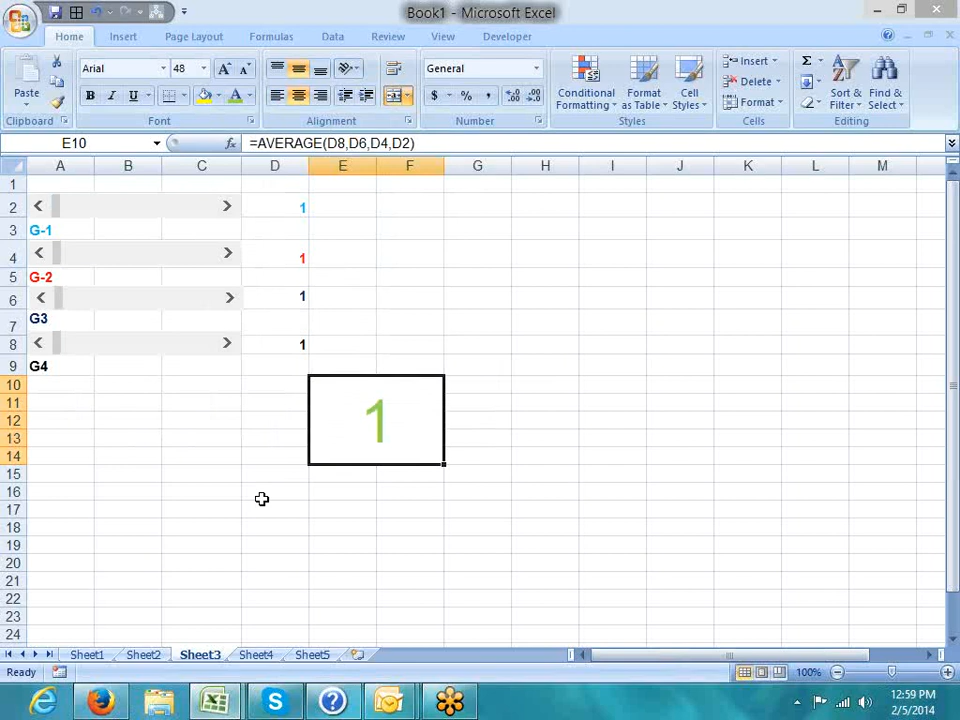 Book1 - Microsoft Excel
Home Insert Page Layout Formulas Data Review View Developer
Paste
Clipboard
Arial 48
B I U
Font
Alignment
General
$ % ,
Number
Conditional Formatting
Format as Table
Cell Styles
Styles
Insert
Delete
Format
Cells
Sort & Filter
Find & Select
Editing
E10 fx =AVERAGE(D8,D6,D4,D2)
A B C D E F G H I J K L M
1
2 1
3 G-1
4 1
5 G-2
6 1
7 G3
8 1
9 G4
10
11
12 1
13
14
15
16
17
18
19
20
21
22
23
24
Sheet1 Sheet2 Sheet3 Sheet4 Sheet5
Ready 100%
12:59 PM
2/5/2014